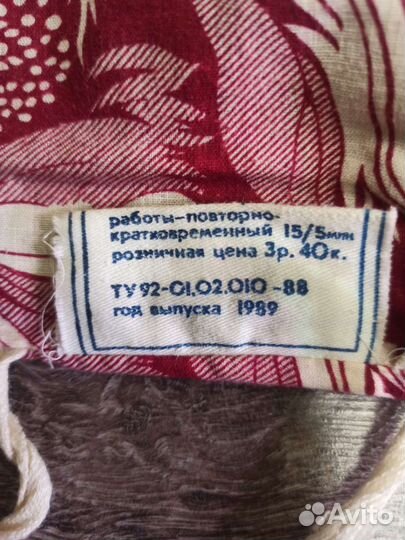 работы-повторно-
кратковременный 15/5мин
розничная цена 3р. 40к.
ТУ 92-01.02.010-88
год выпуска 1989
Avito